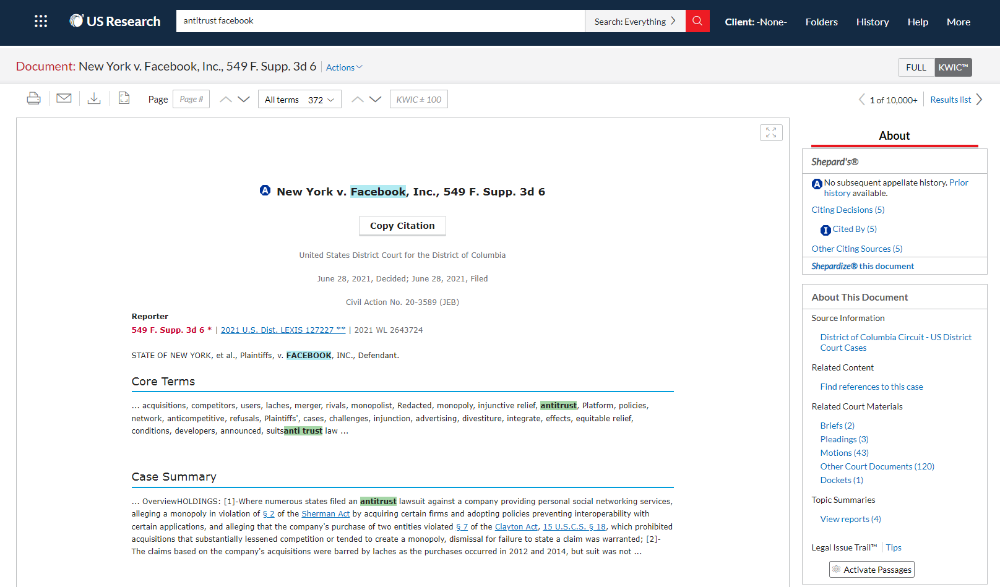 US Research
antitrust facebook
Search: Everything
Client: -None-
Folders
History
Help
More
Document: New York v. Facebook, Inc., 549 F. Supp. 3d 6
Actions
FULL
KWIC™
Page
Page #
All terms 372
KWIC ± 100
1 of 10,000+
Results list
A New York v. Facebook, Inc., 549 F. Supp. 3d 6
Copy Citation
United States District Court for the District of Columbia
June 28, 2021, Decided; June 28, 2021, Filed
Civil Action No. 20-3589 (JEB)
Reporter
549 F. Supp. 3d 6 * | 2021 U.S. Dist. LEXIS 127227 ** | 2021 WL 2643724
STATE OF NEW YORK, et al., Plaintiffs, v. FACEBOOK, INC., Defendant.
Core Terms
... acquisitions, competitors, users, laches, merger, rivals, monopolist, Redacted, monopoly, injunctive relief, antitrust, Platform, policies,
network, anticompetitive, refusals, Plaintiffs', cases, challenges, injunction, advertising, divestiture, integrate, effects, equitable relief,
conditions, developers, announced, suitsanti trust law ...
Case Summary
... OverviewHOLDINGS: [1]-Where numerous states filed an antitrust lawsuit against a company providing personal social networking services,
alleging a monopoly in violation of § 2 of the Sherman Act by acquiring certain firms and adopting policies preventing interoperability with
certain applications, and alleging that the company's purchase of two entities violated § 7 of the Clayton Act, 15 U.S.C.S. § 18, which prohibited
acquisitions that substantially lessened competition or tended to create a monopoly, dismissal for failure to state a claim was warranted; [2]-
The claims based on the company's acquisitions were barred by laches as the purchases occurred in 2012 and 2014, but suit was not ...
About
Shepard's®
A No subsequent appellate history. Prior
history available.
Citing Decisions (5)
I Cited By (5)
Other Citing Sources (5)
Shepardize® this document
About This Document
Source Information
District of Columbia Circuit - US District
Court Cases
Related Content
Find references to this case
Related Court Materials
Briefs (2)
Pleadings (3)
Motions (43)
Other Court Documents (120)
Dockets (1)
Topic Summaries
View reports (4)
Legal Issue Trail™ | Tips
Activate Passages